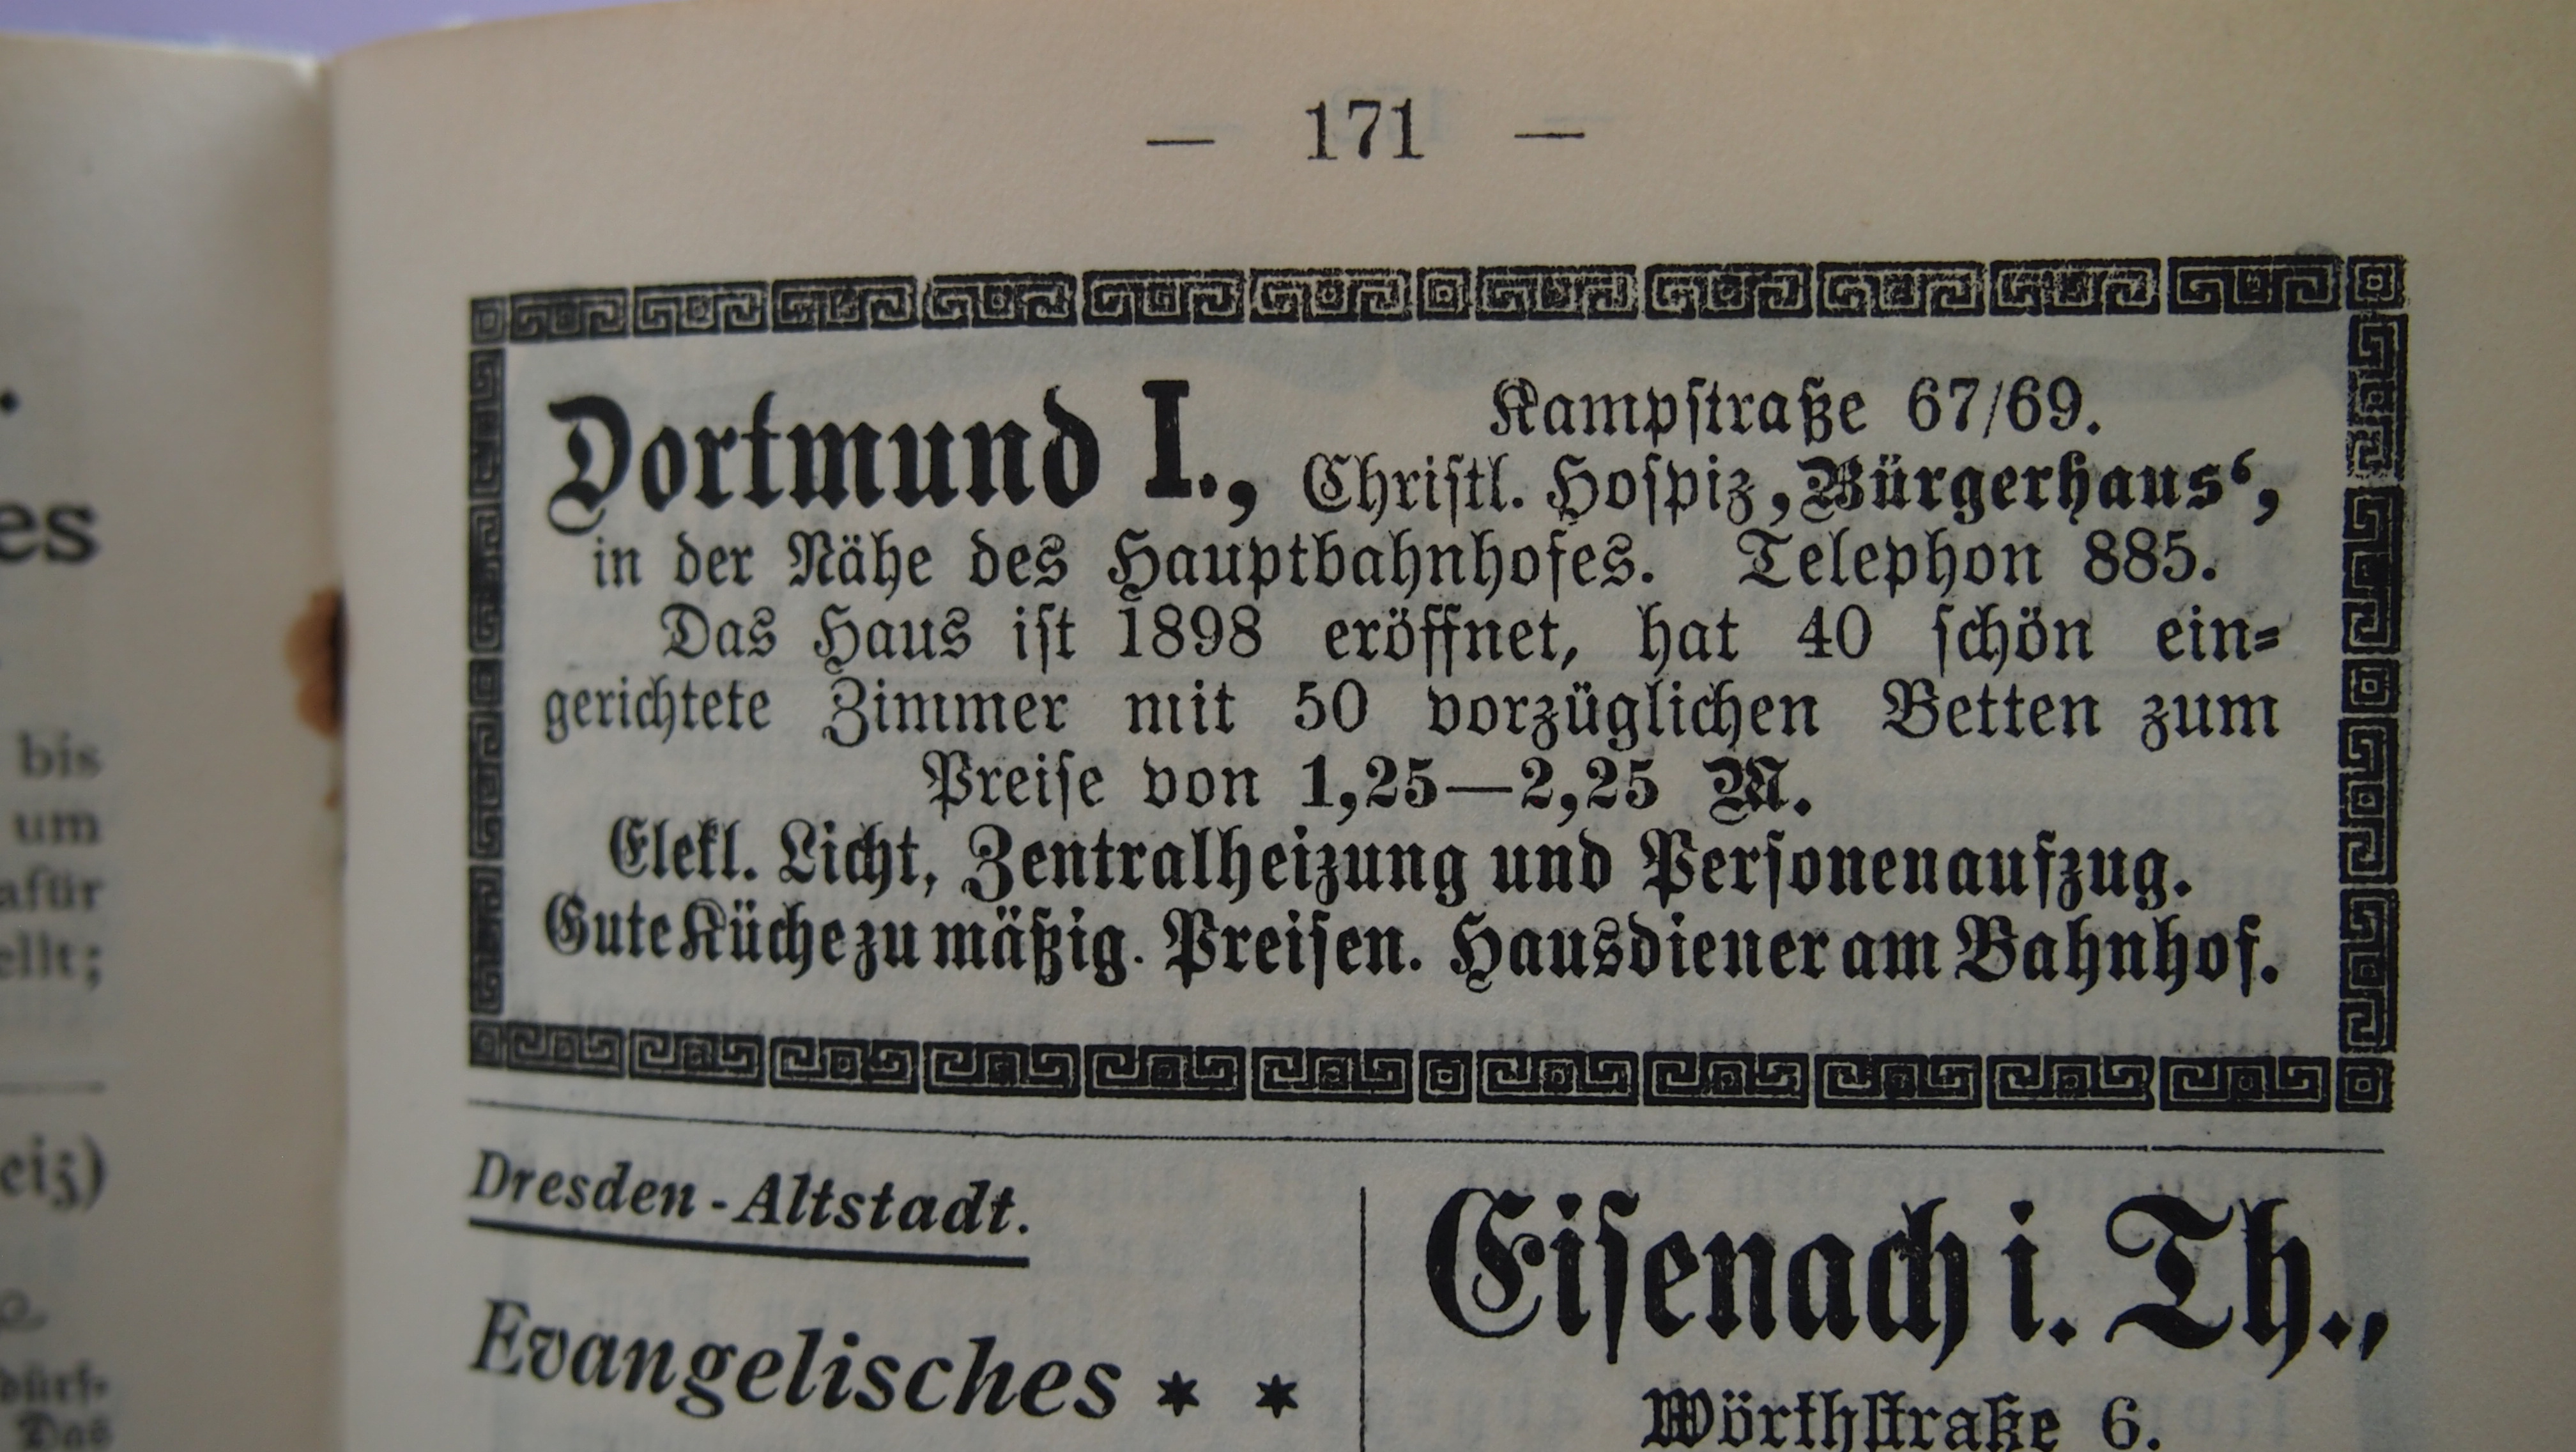 es
bis
um
afür
ellt;
eiz)
dürf-
Das
— 171 —
Dortmund I., Kampſtraße 67/69.
Chriſtl. Hoſpiz ‚Bürgerhaus‘,
in der Nähe des Hauptbahnhofes. Telephon 885.
Das Haus iſt 1898 eröffnet, hat 40 ſchön ein=
gerichtete Zimmer mit 50 vorzüglichen Betten zum
Preiſe von 1,25—2,25 M.
Elekt. Licht, Zentralheizung und Perſonenaufzug.
Gute Küche zu mäßig. Preiſen. Hausdiener am Bahnhof.
Dresden-Altstadt.
Evangelisches * *
Eiſenach i. Th.,
Wörthſtraße 6.